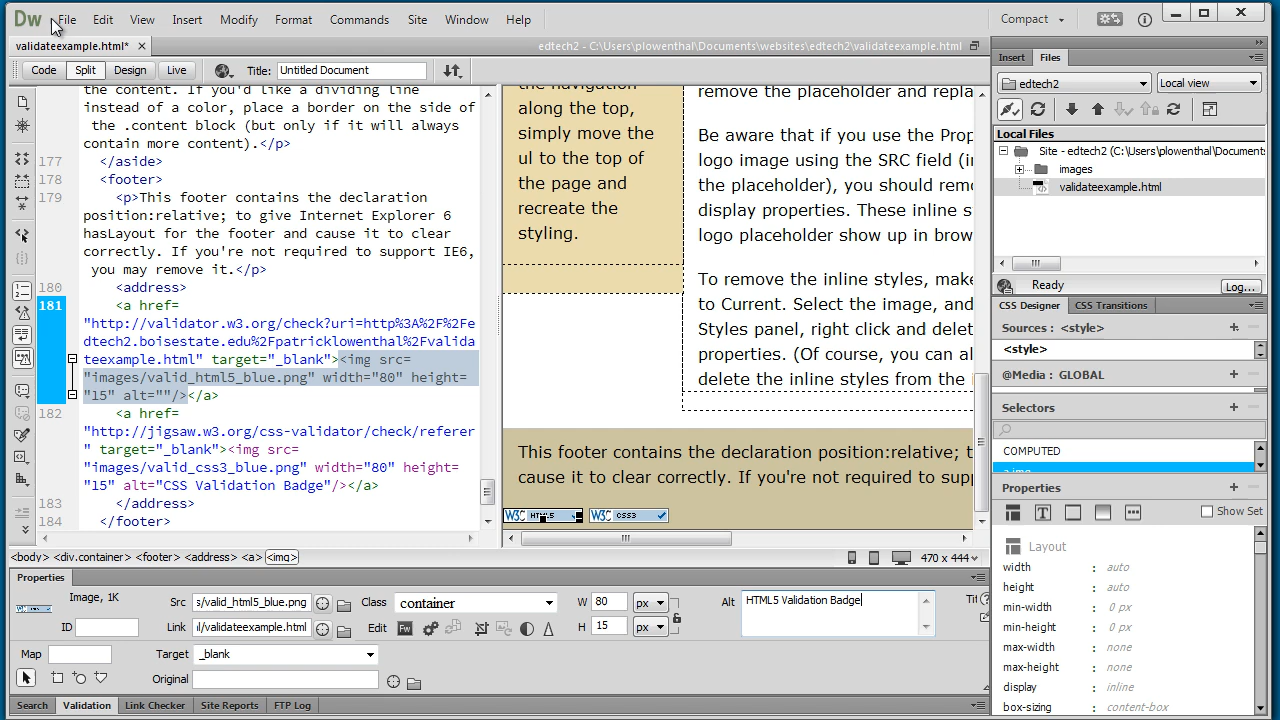 Dw File Edit View Insert Modify Format Commands Site Window Help Compact
validateexample.html* × edtech2 - C:\Users\plowenthal\Documents\websites\edtech2\validateexample.html
Code Split Design Live Title: Untitled Document
Insert Files
edtech2 Local view
Local Files
Site - edtech2 (C:\Users\plowenthal\Documents
images
validateexample.html
Ready Log...
the content. If you'd like a dividing line
instead of a color, place a border on the side of
the .content block (but only if it will always
contain more content).</p>
177 </aside>
178 <footer>
179 <p>This footer contains the declaration
position:relative; to give Internet Explorer 6
hasLayout for the footer and cause it to clear
correctly. If you're not required to support IE6,
you may remove it.</p>
180 <address>
181 <a href=
"http://validator.w3.org/check?uri=http%3A%2F%2Fe
dtech2.boisestate.edu%2Fpatricklowenthal%2Fvalida
teexample.html" target="_blank"><img src=
"images/valid_html5_blue.png" width="80" height=
"15" alt=""/></a>
182 <a href=
"http://jigsaw.w3.org/css-validator/check/referer
" target="_blank"><img src=
"images/valid_css3_blue.png" width="80" height=
"15" alt="CSS Validation Badge"/></a>
183 </address>
184 </footer>
the navigation
along the top,
simply move the
ul to the top of
the page and
recreate the
styling.
remove the placeholder and repla
Be aware that if you use the Prop
logo image using the SRC field (in
the placeholder), you should remo
display properties. These inline s
logo placeholder show up in brow
To remove the inline styles, make
to Current. Select the image, and
Styles panel, right click and delet
properties. (Of course, you can al
delete the inline styles from the
This footer contains the declaration position:relative; t
cause it to clear correctly. If you're not required to supp
W3C HTML5 W3C CSS3
<body> <div.container> <footer> <address> <a> <img> 470 × 444
CSS Designer CSS Transitions
Sources : <style>
<style>
@Media : GLOBAL
Selectors
COMPUTED
a img
Properties
Show Set
Layout
width : auto
height : auto
min-width : 0 px
min-height : 0 px
max-width : none
max-height : none
display : inline
box-sizing : content-box
Properties
Image, 1K Src s/valid_html5_blue.png Class container W 80 px Alt HTML5 Validation Badge Tit
ID Link l/validateexample.html Edit Fw H 15 px
Map Target _blank
Original
Search Validation Link Checker Site Reports FTP Log